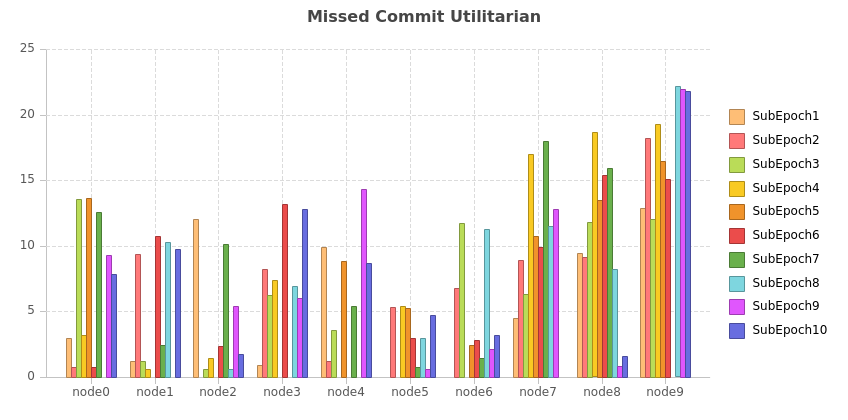 Missed Commit Utilitarian
25
20
15
10
5
0
node0 node1 node2 node3 node4 node5 node6 node7 node8 node9
SubEpoch1
SubEpoch2
SubEpoch3
SubEpoch4
SubEpoch5
SubEpoch6
SubEpoch7
SubEpoch8
SubEpoch9
SubEpoch10